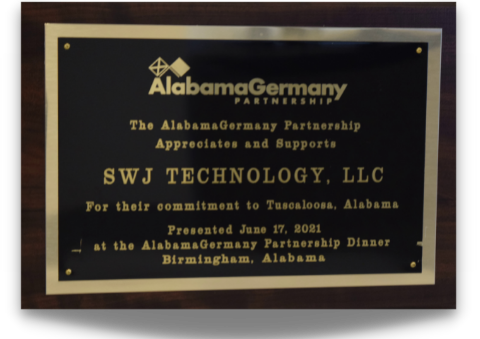 AlabamaGermany
PARTNERSHIP
The AlabamaGermany Partnership
Appreciates and Supports
SWJ TECHNOLOGY, LLC
For their commitment to Tuscaloosa, Alabama
Presented June 17, 2021
at the AlabamaGermany Partnership Dinner
Birmingham, Alabama